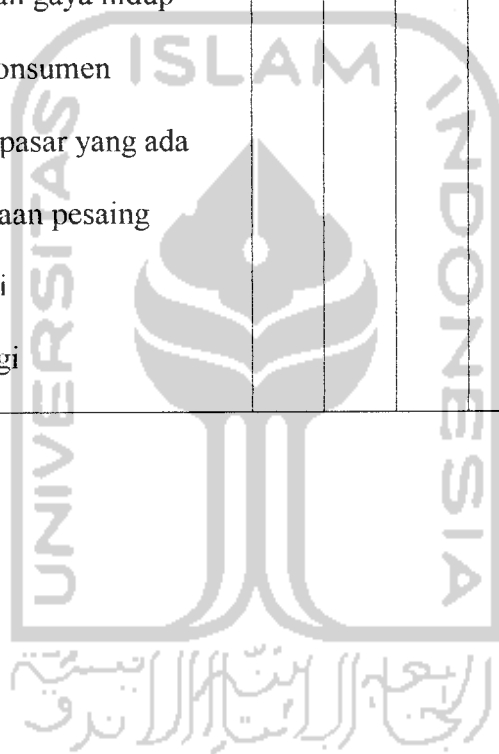 an gaya hidup
onsumen
pasar yang ada
aan pesaing
i
gi
ISLAM
UNIVERSITAS
INDONESIA